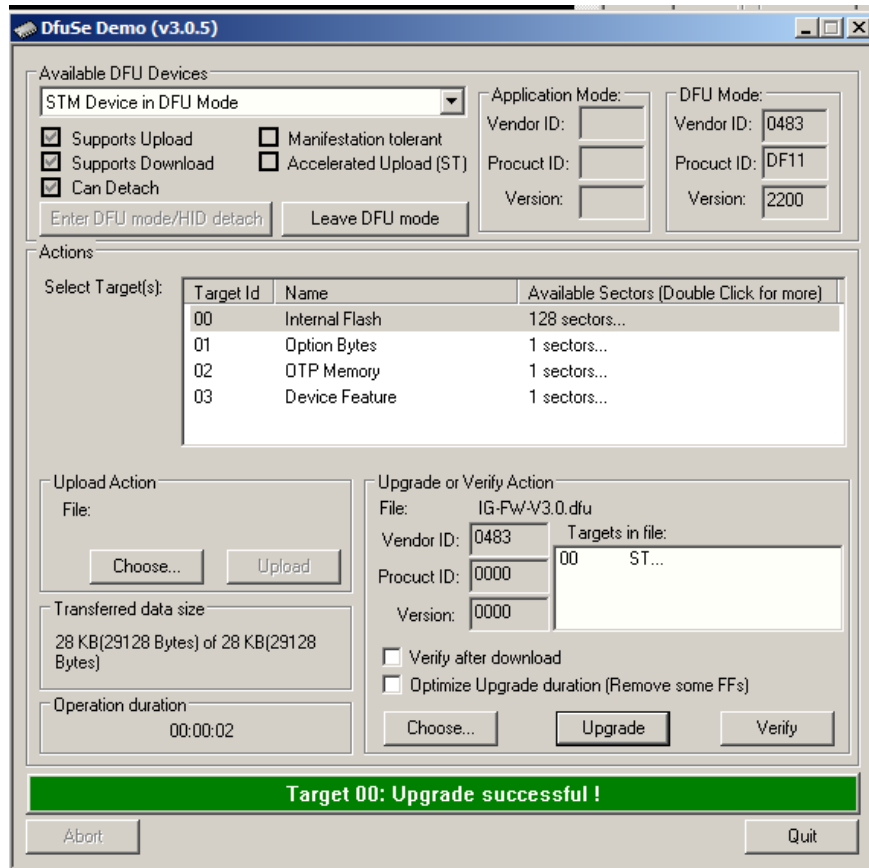 DfuSe Demo (v3.0.5)
Available DFU Devices
STM Device in DFU Mode
Supports Upload
Manifestation tolerant
Supports Download
Accelerated Upload (ST)
Can Detach
Enter DFU mode/HID detach
Leave DFU mode
Application Mode:
Vendor ID:
Procuct ID:
Version:
DFU Mode:
Vendor ID: 0483
Procuct ID: DF11
Version: 2200
Actions
Select Target(s):
Target Id Name Available Sectors (Double Click for more)
00 Internal Flash 128 sectors...
01 Option Bytes 1 sectors...
02 OTP Memory 1 sectors...
03 Device Feature 1 sectors...
Upload Action
File:
Choose... Upload
Transferred data size
28 KB(29128 Bytes) of 28 KB(29128
Bytes)
Operation duration
00:00:02
Upgrade or Verify Action
File: IG-FW-V3.0.dfu
Vendor ID: 0483
Procuct ID: 0000
Version: 0000
Targets in file:
00 ST...
Verify after download
Optimize Upgrade duration (Remove some FFs)
Choose... Upgrade Verify
Target 00: Upgrade successful !
Abort Quit